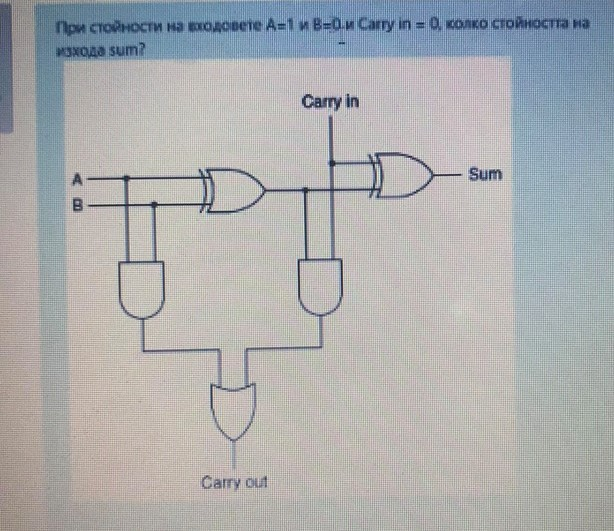 При стойности на входовете A=1 и B=0 и Carry in = 0, колко стойността на
изхода sum?
Carry in
A
Sum
B
Carry out